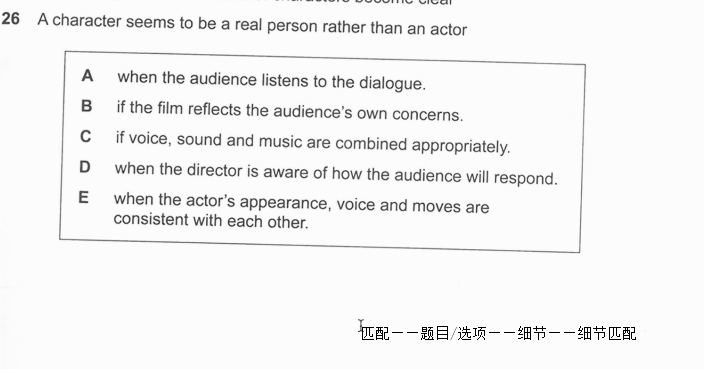 characters become clear
26 A character seems to be a real person rather than an actor
A when the audience listens to the dialogue.
B if the film reflects the audience's own concerns.
C if voice, sound and music are combined appropriately.
D when the director is aware of how the audience will respond.
E when the actor's appearance, voice and moves are
consistent with each other.
匹配——题目/选项——细节——细节匹配